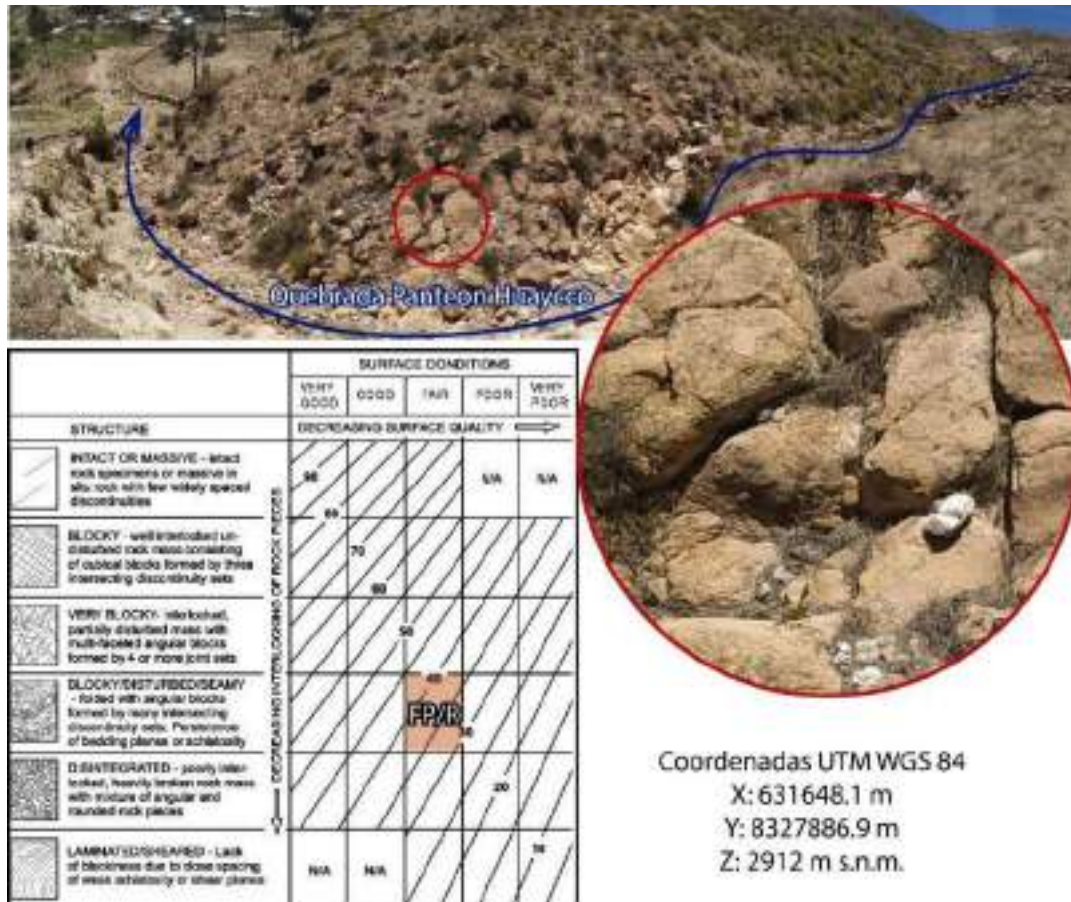 Quebrada Panteon Huaycco
SURFACE CONDITIONS
VERY GOOD
GOOD
FAIR
POOR
VERY POOR
STRUCTURE
DECREASING SURFACE QUALITY
DECREASING INTERLOCKING OF ROCK PIECES
INTACT OR MASSIVE - intact
rock specimens or massive in
situ rock with few widely spaced
discontinuities
90
N/A
N/A
80
BLOCKY - well interlocked un-
disturbed rock mass consisting
of cubical blocks formed by three
intersecting discontinuity sets
70
60
VERY BLOCKY- interlocked,
partially disturbed mass with
multi-faceted angular blocks
formed by 4 or more joint sets
50
BLOCKY/DISTURBED/SEAMY
- folded with angular blocks
formed by many intersecting
discontinuity sets. Persistence
of bedding planes or schistosity
40
FP/R
30
DISINTEGRATED - poorly inter-
locked, heavily broken rock mass
with mixture of angular and
rounded rock pieces
20
LAMINATED/SHEARED - Lack
of blockiness due to close spacing
of weak schistosity or shear planes
N/A
N/A
10
Coordenadas UTM WGS 84
X: 631648.1 m
Y: 8327886.9 m
Z: 2912 m s.n.m.